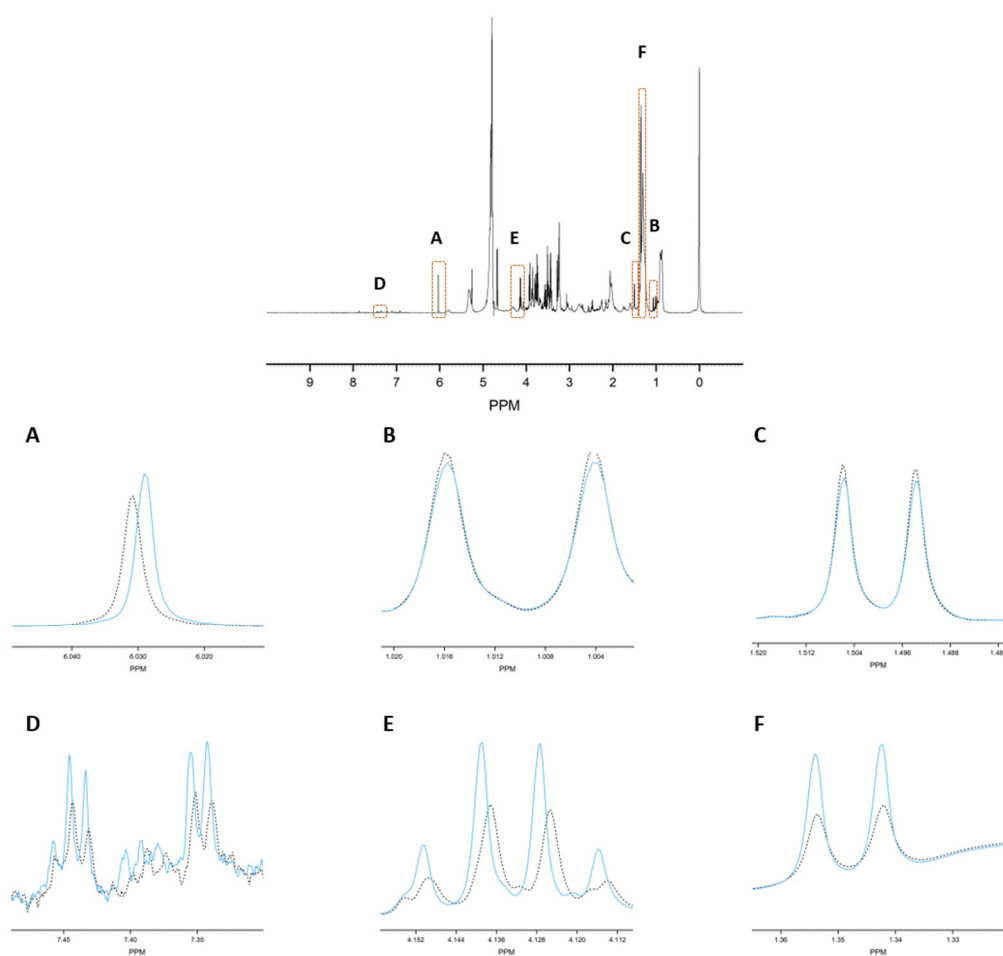 F
A
E
C
B
D
9 8 7 6 5 4 3 2 1 0
PPM
A
B
C
6.040 6.030 6.020
PPM
1.020 1.016 1.012 1.008 1.004
PPM
1.520 1.512 1.504 1.496 1.488 1.48
PPM
D
E
F
7.45 7.40 7.35
PPM
4.152 4.144 4.136 4.128 4.120 4.112
PPM
1.36 1.35 1.34 1.33
PPM